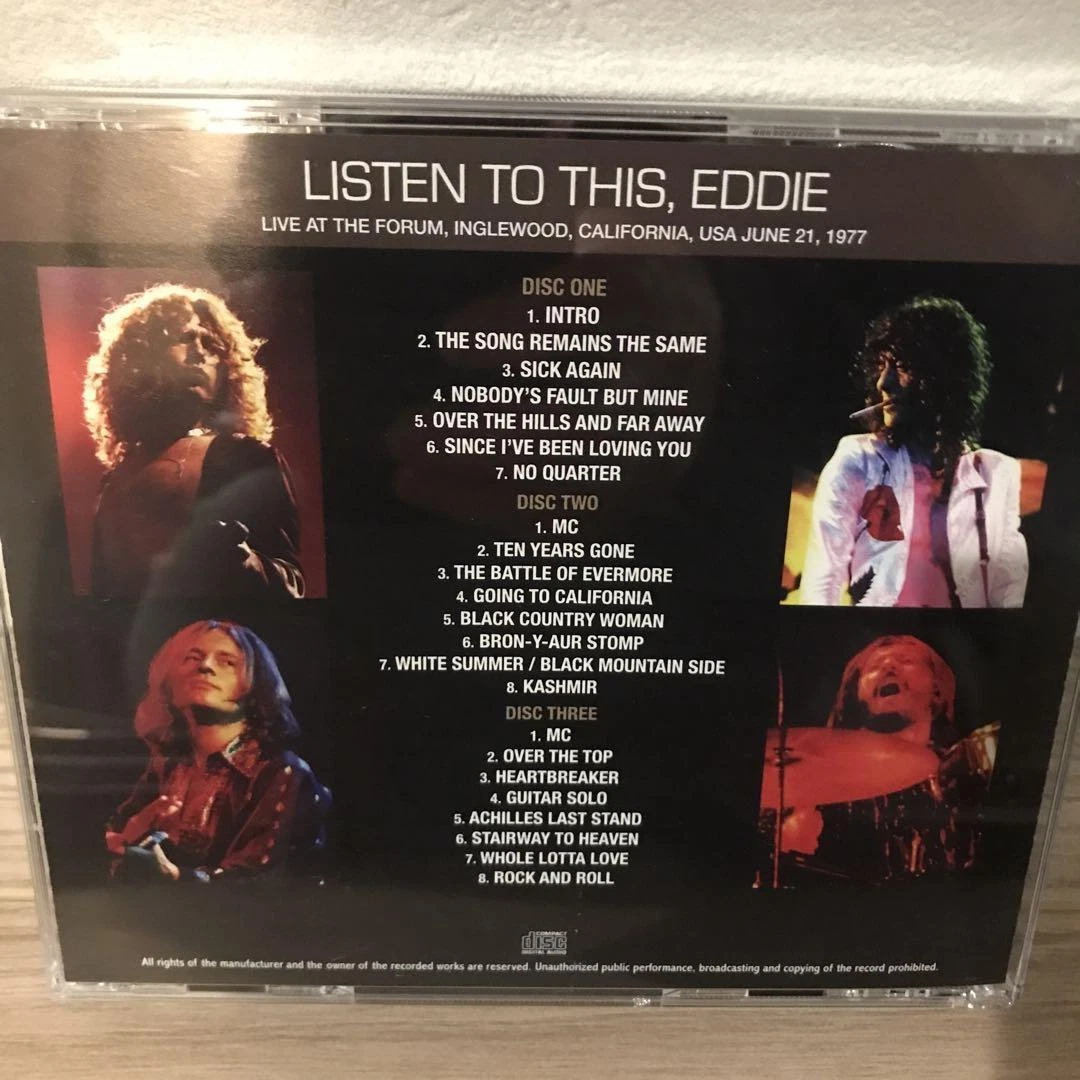 LISTEN TO THIS, EDDIE
LIVE AT THE FORUM, INGLEWOOD, CALIFORNIA, USA JUNE 21, 1977
DISC ONE
1. INTRO
2. THE SONG REMAINS THE SAME
3. SICK AGAIN
4. NOBODY'S FAULT BUT MINE
5. OVER THE HILLS AND FAR AWAY
6. SINCE I'VE BEEN LOVING YOU
7. NO QUARTER
DISC TWO
1. MC
2. TEN YEARS GONE
3. THE BATTLE OF EVERMORE
4. GOING TO CALIFORNIA
5. BLACK COUNTRY WOMAN
6. BRON-Y-AUR STOMP
7. WHITE SUMMER / BLACK MOUNTAIN SIDE
8. KASHMIR
DISC THREE
1. MC
2. OVER THE TOP
3. HEARTBREAKER
4. GUITAR SOLO
5. ACHILLES LAST STAND
6. STAIRWAY TO HEAVEN
7. WHOLE LOTTA LOVE
8. ROCK AND ROLL
COMPACT
disc
DIGITAL AUDIO
All rights of the manufacturer and the owner of the recorded works are reserved. Unauthorized public performance, broadcasting and copying of the record prohibited.